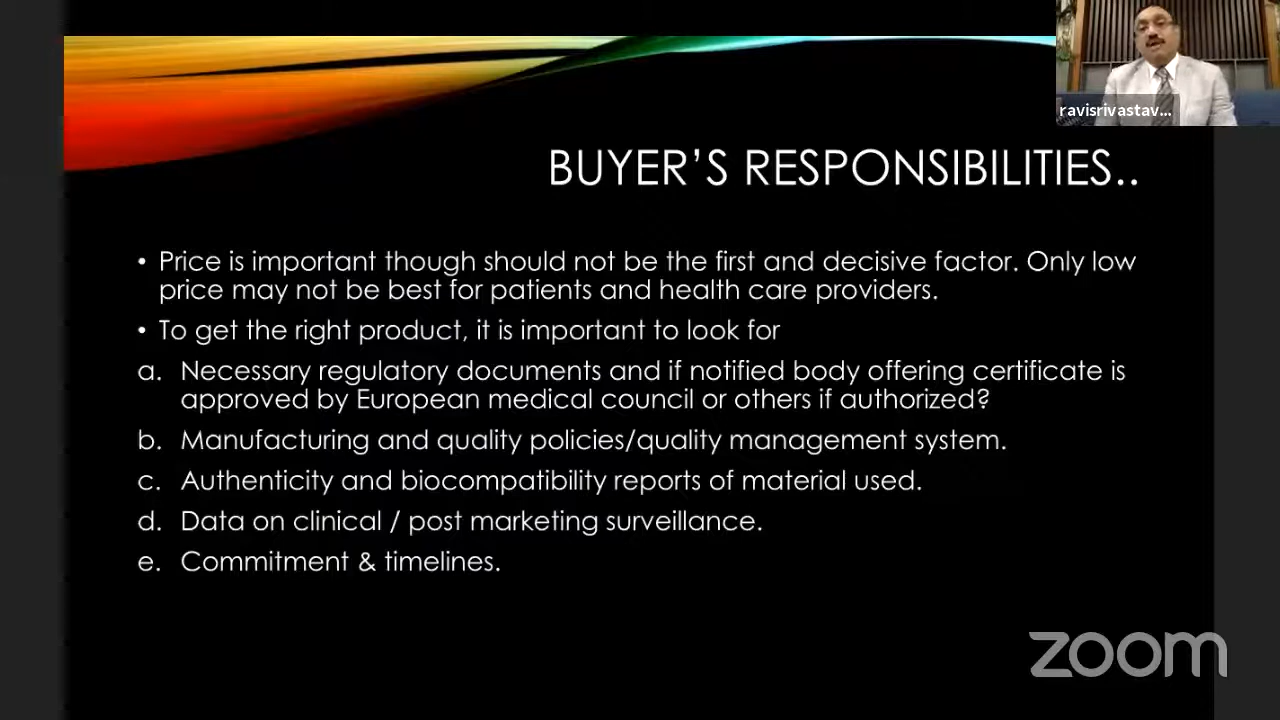 ravisrivastav...
BUYER'S RESPONSIBILITIES..
• Price is important though should not be the first and decisive factor. Only low
price may not be best for patients and health care providers.
• To get the right product, it is important to look for
a. Necessary regulatory documents and if notified body offering certificate is
approved by European medical council or others if authorized?
b. Manufacturing and quality policies/quality management system.
c. Authenticity and biocompatibility reports of material used.
d. Data on clinical / post marketing surveillance.
e. Commitment & timelines.
zoom